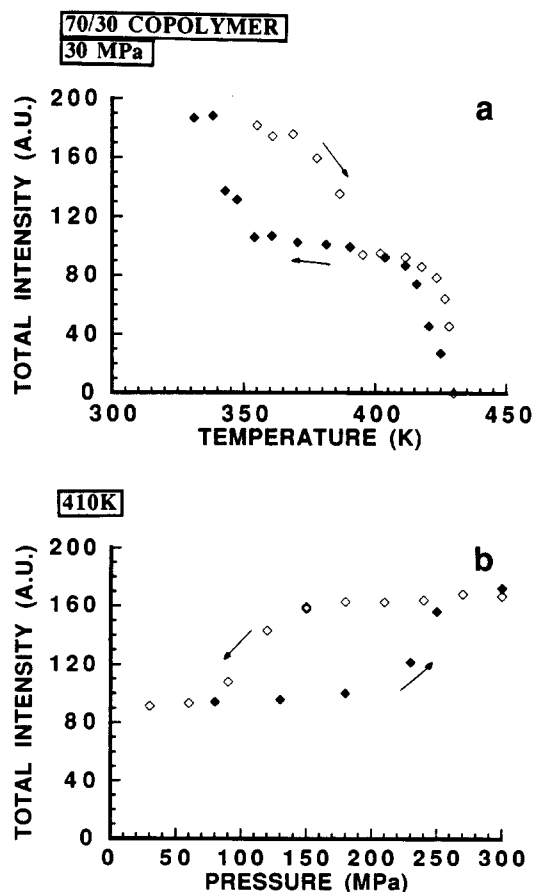 70/30 COPOLYMER
30 MPa
a
TOTAL INTENSITY (A.U.)
200
160
120
80
40
0
300
350
400
450
TEMPERATURE (K)
410K
b
TOTAL INTENSITY (A.U.)
200
160
120
80
40
0
0
50
100
150
200
250
300
PRESSURE (MPa)